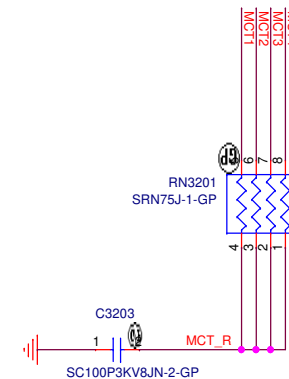 MCT1
MCT2
MCT3
6
7
8
RN3201
SRN75J-1-GP
4
3
2
1
C3203
1
MCT_R
SC100P3KV8JN-2-GP